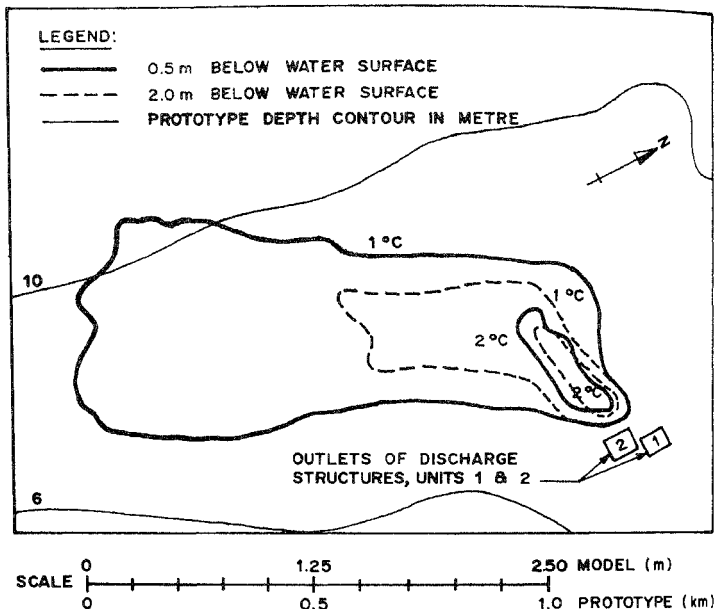 LEGEND:
0.5 m BELOW WATER SURFACE
2.0 m BELOW WATER SURFACE
PROTOTYPE DEPTH CONTOUR IN METRE
N
1 °C
10
1 °C
2 °C
2 °C
2
1
OUTLETS OF DISCHARGE
STRUCTURES, UNITS 1 & 2
6
0 1.25 2.50 MODEL (m)
SCALE
0 0.5 1.0 PROTOTYPE (km)